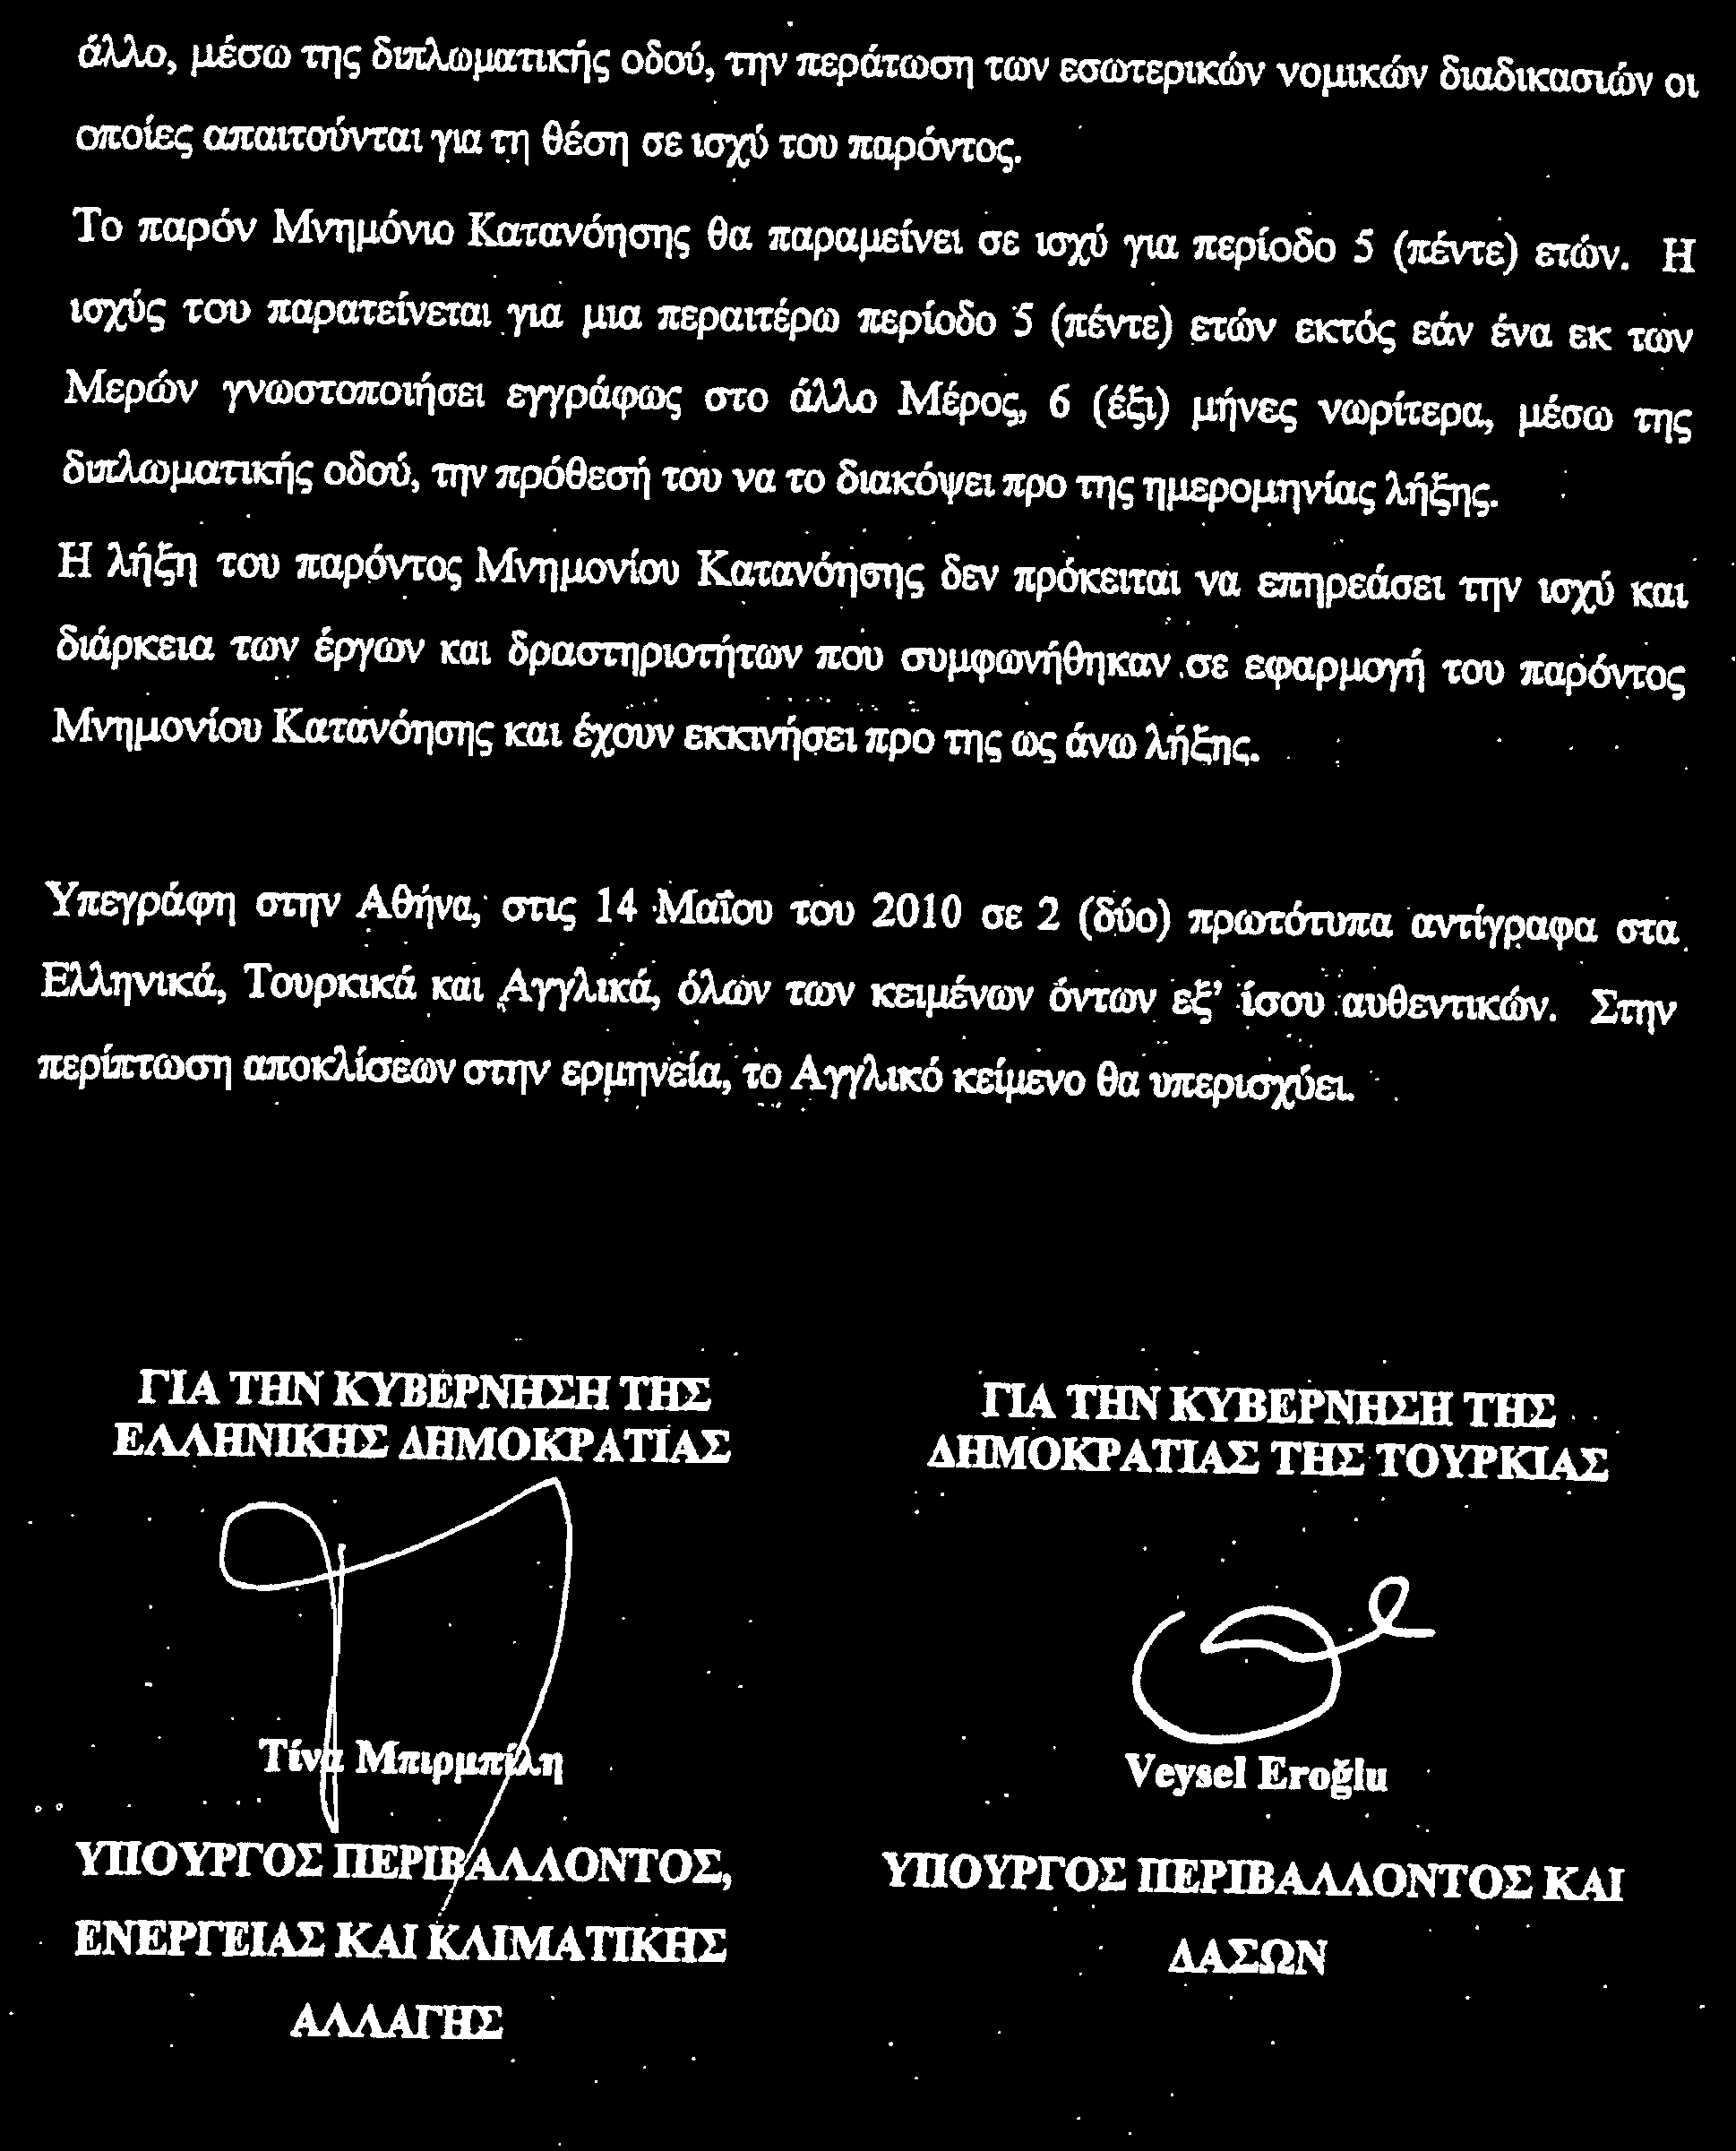 άλλο, μέσω της διπλωματικής οδού, την περάτωση των εσωτερικών νομικών διαδικασιών οι
οποίες απαιτούνται για τη θέση σε ισχύ του παρόντος.
Το παρόν Μνημόνιο Κατανόησης θα παραμείνει σε ισχύ για περίοδο 5 (πέντε) ετών. Η
ισχύς του παρατείνεται για μια περαιτέρω περίοδο 5 (πέντε) ετών εκτός εάν ένα εκ των
Μερών γνωστοποιήσει εγγράφως στο άλλο Μέρος, 6 (έξι) μήνες νωρίτερα, μέσω της
διπλωματικής οδού, την πρόθεσή του να το διακόψει προ της ημερομηνίας λήξης.
Η λήξη του παρόντος Μνημονίου Κατανόησης δεν πρόκειται να επηρεάσει την ισχύ και
διάρκεια των έργων και δραστηριοτήτων που συμφωνήθηκαν σε εφαρμογή του παρόντος
Μνημονίου Κατανόησης και έχουν εκκινήσει προ της ως άνω λήξης.
Υπεγράφη στην Αθήνα, στις 14 Μαΐου του 2010 σε 2 (δύο) πρωτότυπα αντίγραφα στα
Ελληνικά, Τουρκικά και Αγγλικά, όλων των κειμένων όντων εξ’ ίσου αυθεντικών. Στην
περίπτωση αποκλίσεων στην ερμηνεία, το Αγγλικό κείμενο θα υπερισχύει.
ΓΙΑ ΤΗΝ ΚΥΒΕΡΝΗΣΗ ΤΗΣ
ΕΛΛΗΝΙΚΗΣ ΔΗΜΟΚΡΑΤΙΑΣ
Τίνα Μπιρμπίλη
ΥΠΟΥΡΓΟΣ ΠΕΡΙΒΑΛΛΟΝΤΟΣ,
ΕΝΕΡΓΕΙΑΣ ΚΑΙ ΚΛΙΜΑΤΙΚΗΣ
ΑΛΛΑΓΗΣ
ΓΙΑ ΤΗΝ ΚΥΒΕΡΝΗΣΗ ΤΗΣ
ΔΗΜΟΚΡΑΤΙΑΣ ΤΗΣ ΤΟΥΡΚΙΑΣ
Veysel Eroğlu
ΥΠΟΥΡΓΟΣ ΠΕΡΙΒΑΛΛΟΝΤΟΣ ΚΑΙ
ΔΑΣΩΝ